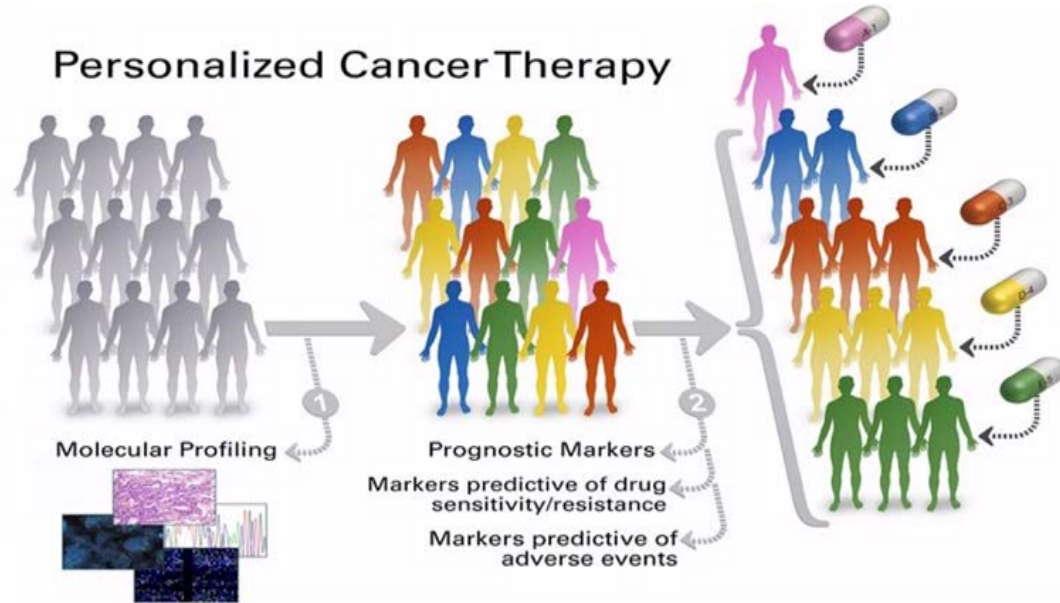 Personalized Cancer Therapy
1
2
Molecular Profiling
Prognostic Markers
Markers predictive of drug
sensitivity/resistance
Markers predictive of
adverse events
D-4